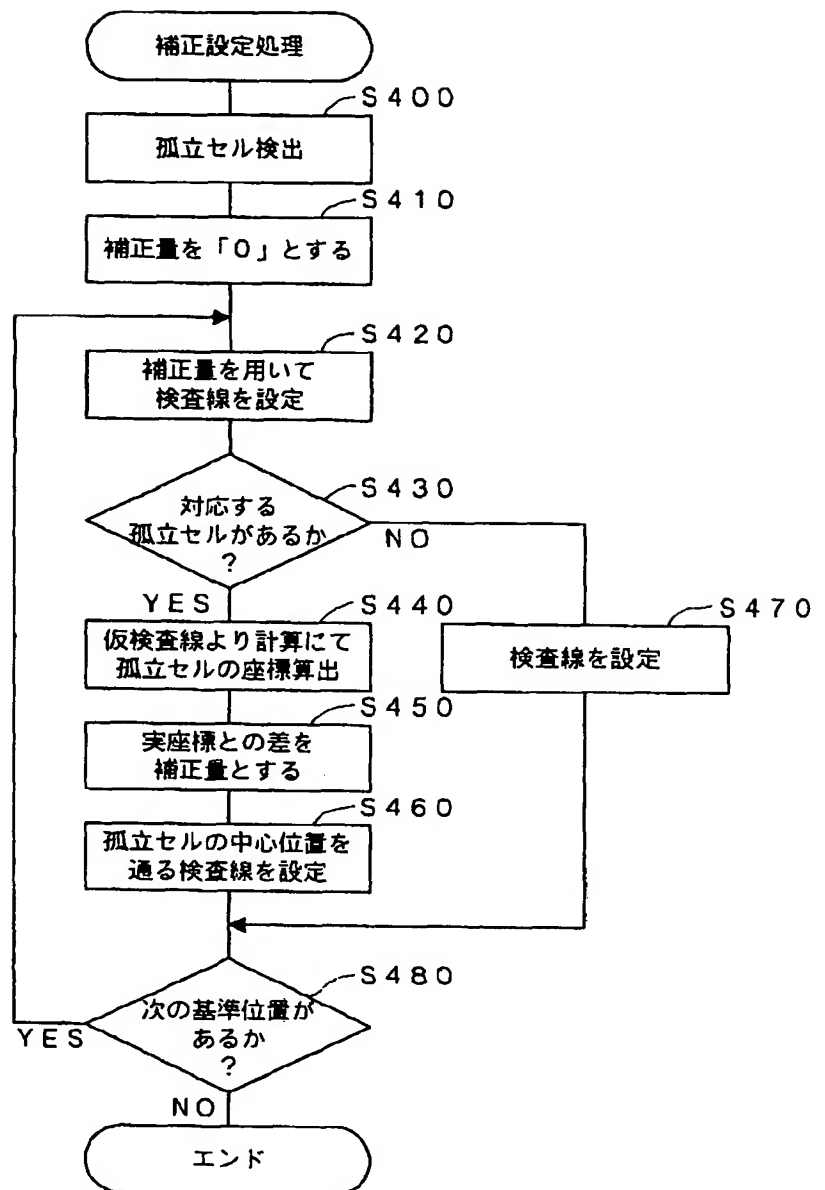 補正設定処理
S400
孤立セル検出
S410
補正量を「0」とする
S420
補正量を用いて
検査線を設定
S430
対応する
孤立セルがあるか
?
NO
YES
S440
仮検査線より計算にて
孤立セルの座標算出
S470
検査線を設定
S450
実座標との差を
補正量とする
S460
孤立セルの中心位置を
通る検査線を設定
S480
次の基準位置が
あるか
?
YES
NO
エンド